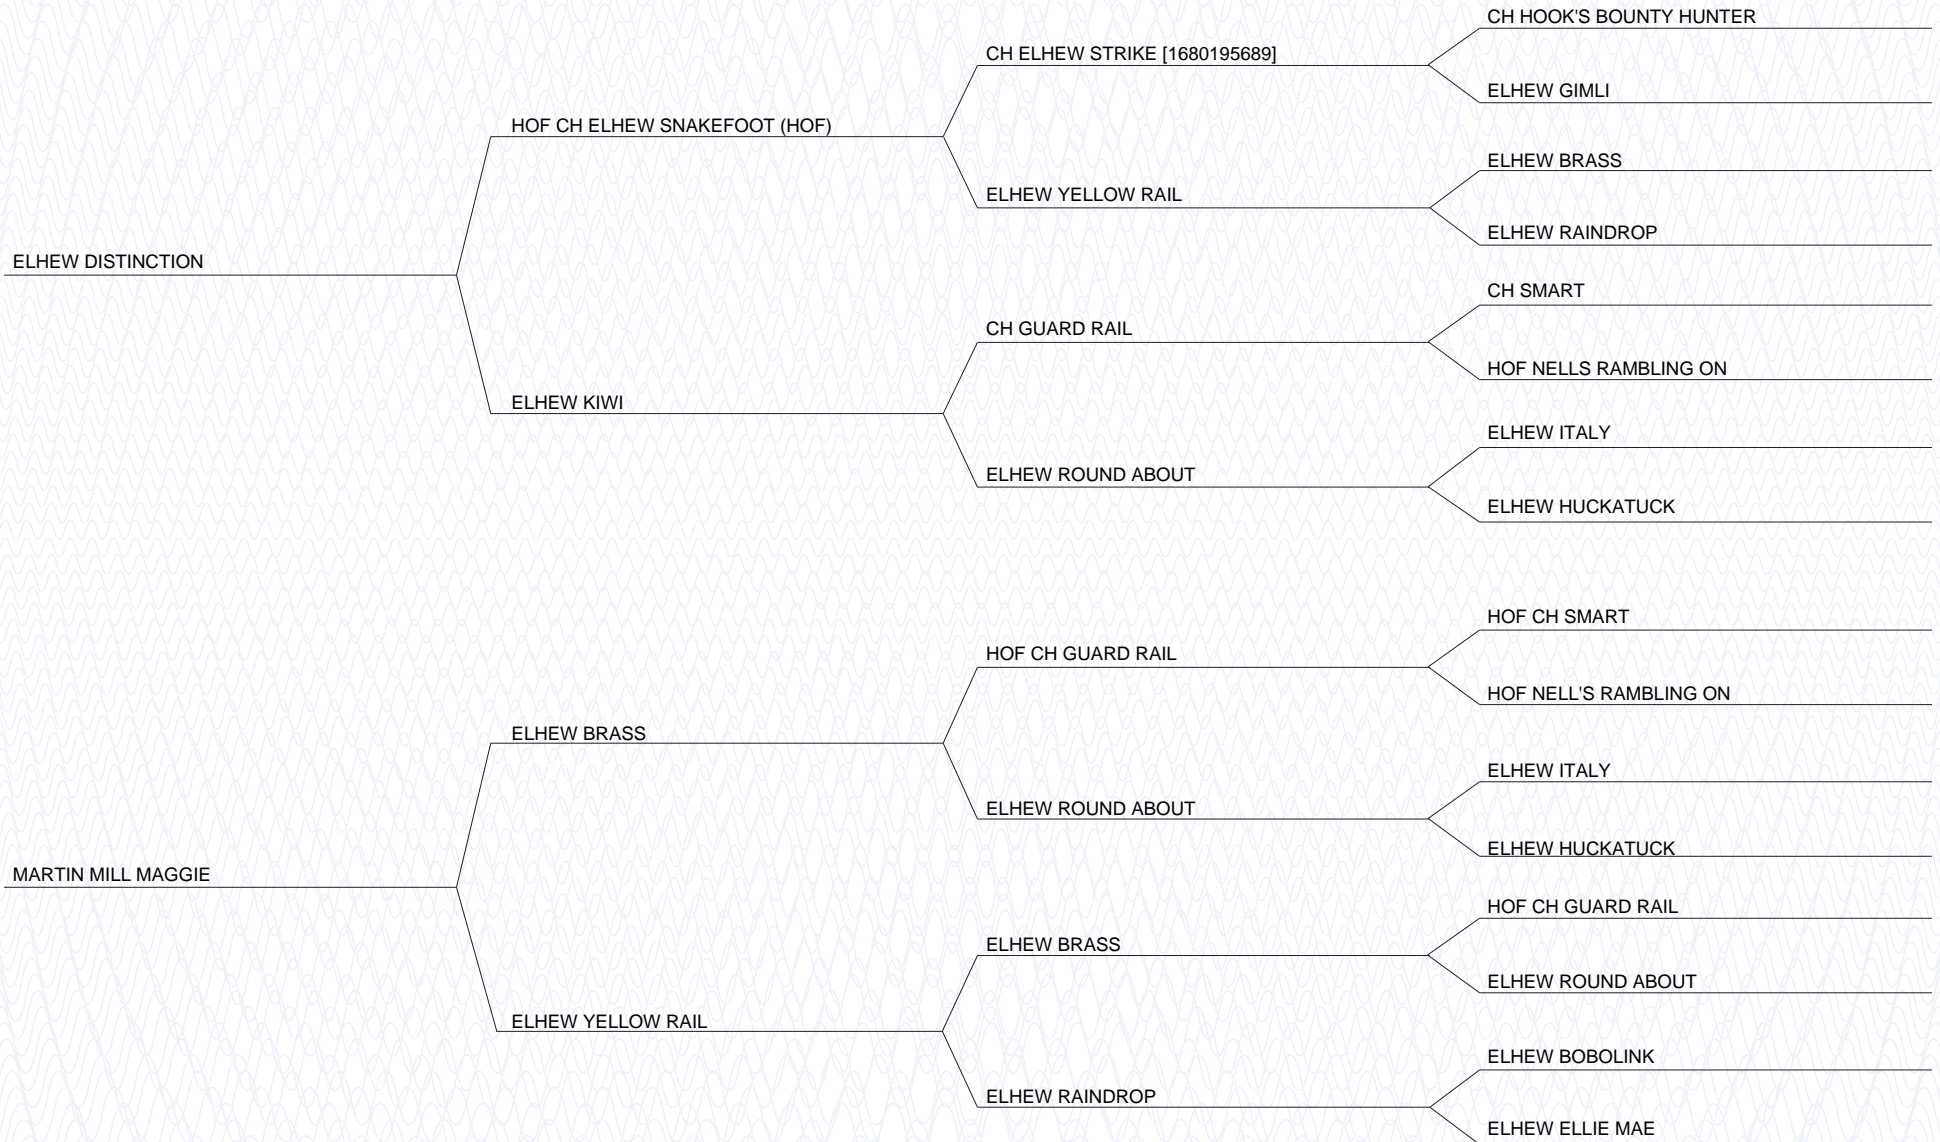 CH HOOK'S BOUNTY HUNTER
CH ELHEW STRIKE [1680195689]
ELHEW GIMLI
HOF CH ELHEW SNAKEFOOT (HOF)
ELHEW BRASS
ELHEW YELLOW RAIL
ELHEW RAINDROP
ELHEW DISTINCTION
CH SMART
CH GUARD RAIL
HOF NELLS RAMBLING ON
ELHEW KIWI
ELHEW ITALY
ELHEW ROUND ABOUT
ELHEW HUCKATUCK
HOF CH SMART
HOF CH GUARD RAIL
HOF NELL'S RAMBLING ON
ELHEW BRASS
ELHEW ITALY
ELHEW ROUND ABOUT
ELHEW HUCKATUCK
MARTIN MILL MAGGIE
HOF CH GUARD RAIL
ELHEW BRASS
ELHEW ROUND ABOUT
ELHEW YELLOW RAIL
ELHEW BOBOLINK
ELHEW RAINDROP
ELHEW ELLIE MAE